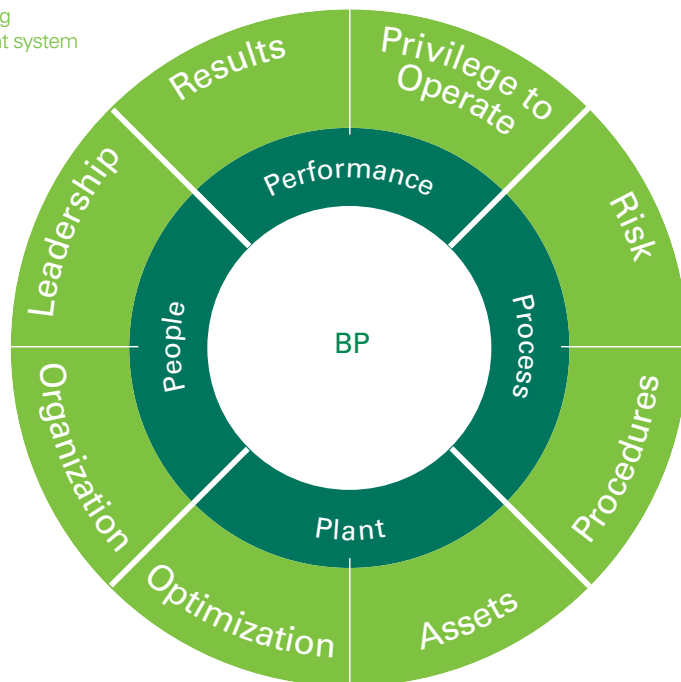 t system
Results
Privilege to
Operate
Leadership
Performance
Risk
People
BP
Process
Organization
Procedures
Plant
Optimization
Assets